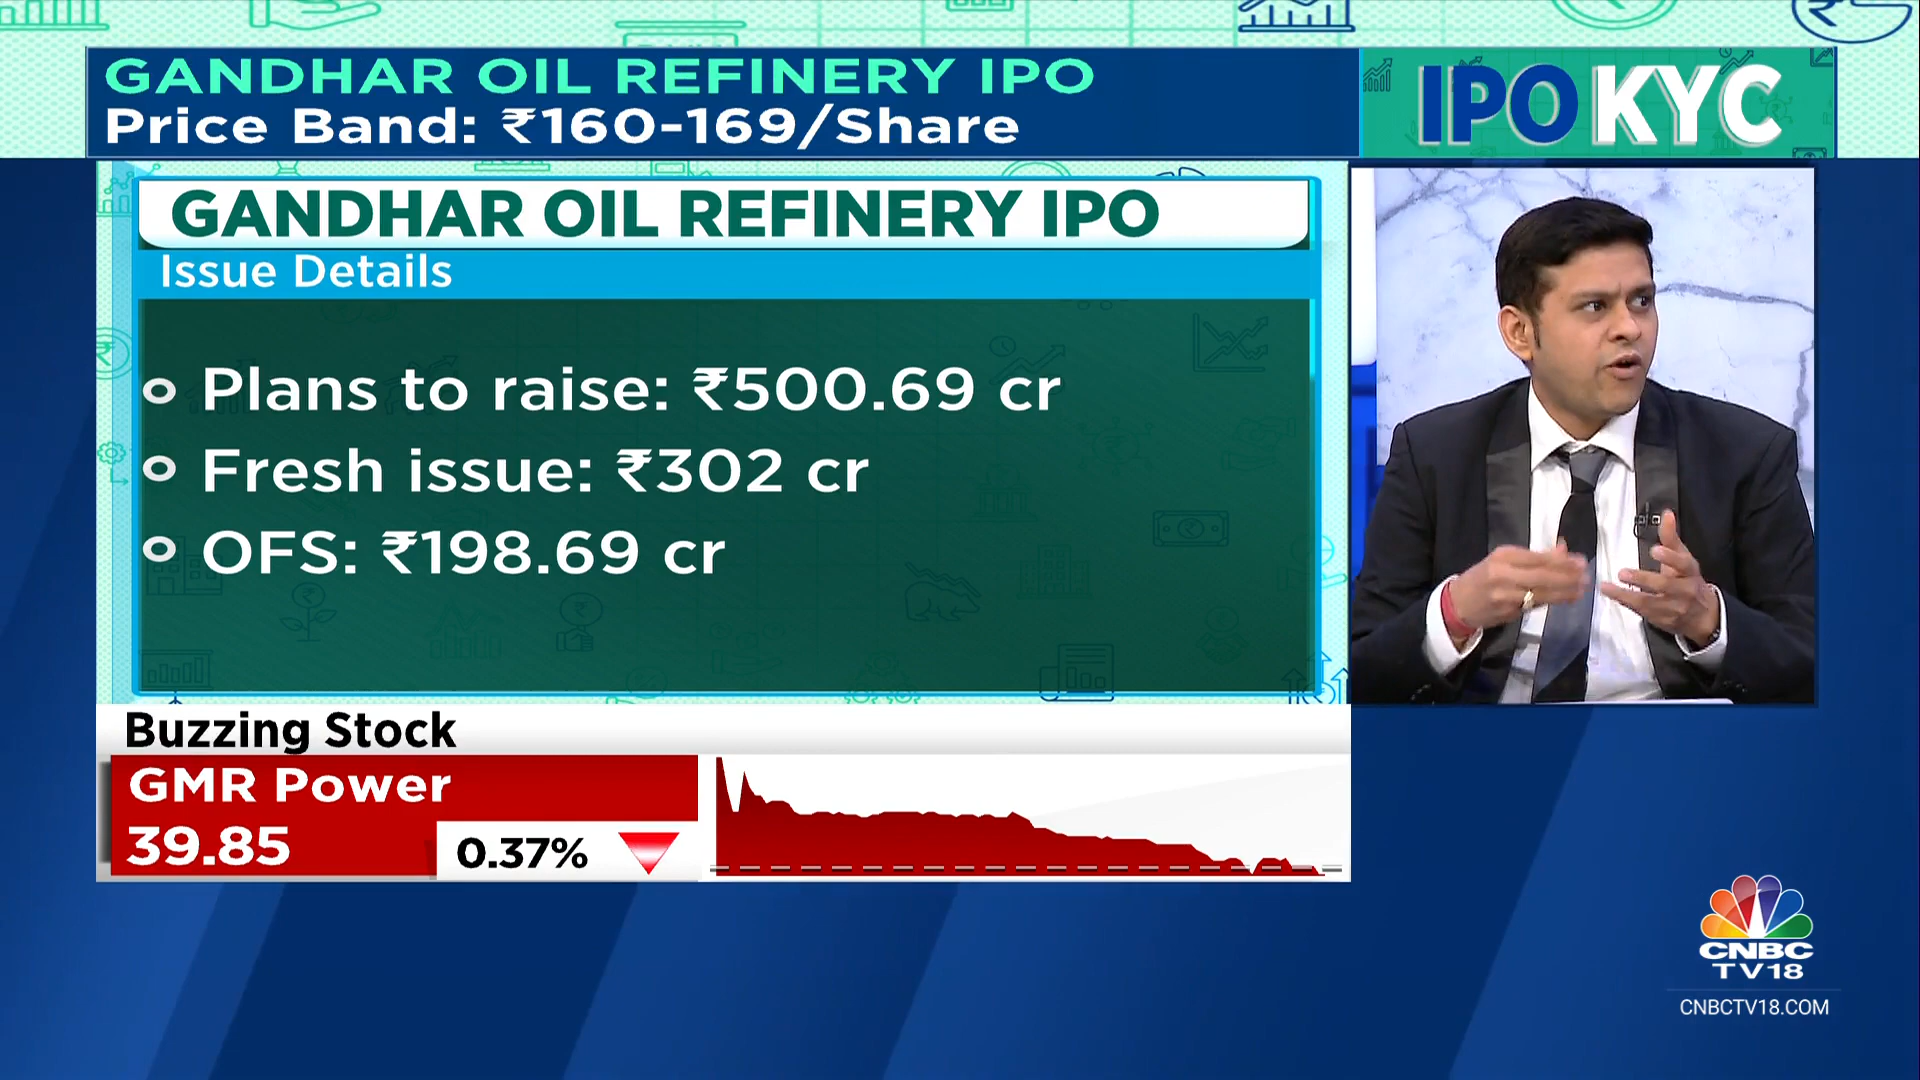 GANDHAR OIL REFINERY IPO
Price Band: ₹160-169/Share
IPO KYC
GANDHAR OIL REFINERY IPO
Issue Details
Plans to raise: ₹500.69 cr
Fresh issue: ₹302 cr
OFS: ₹198.69 cr
Buzzing Stock
GMR Power
39.85
0.37%
CNBC
TV18
CNBCTV18.COM